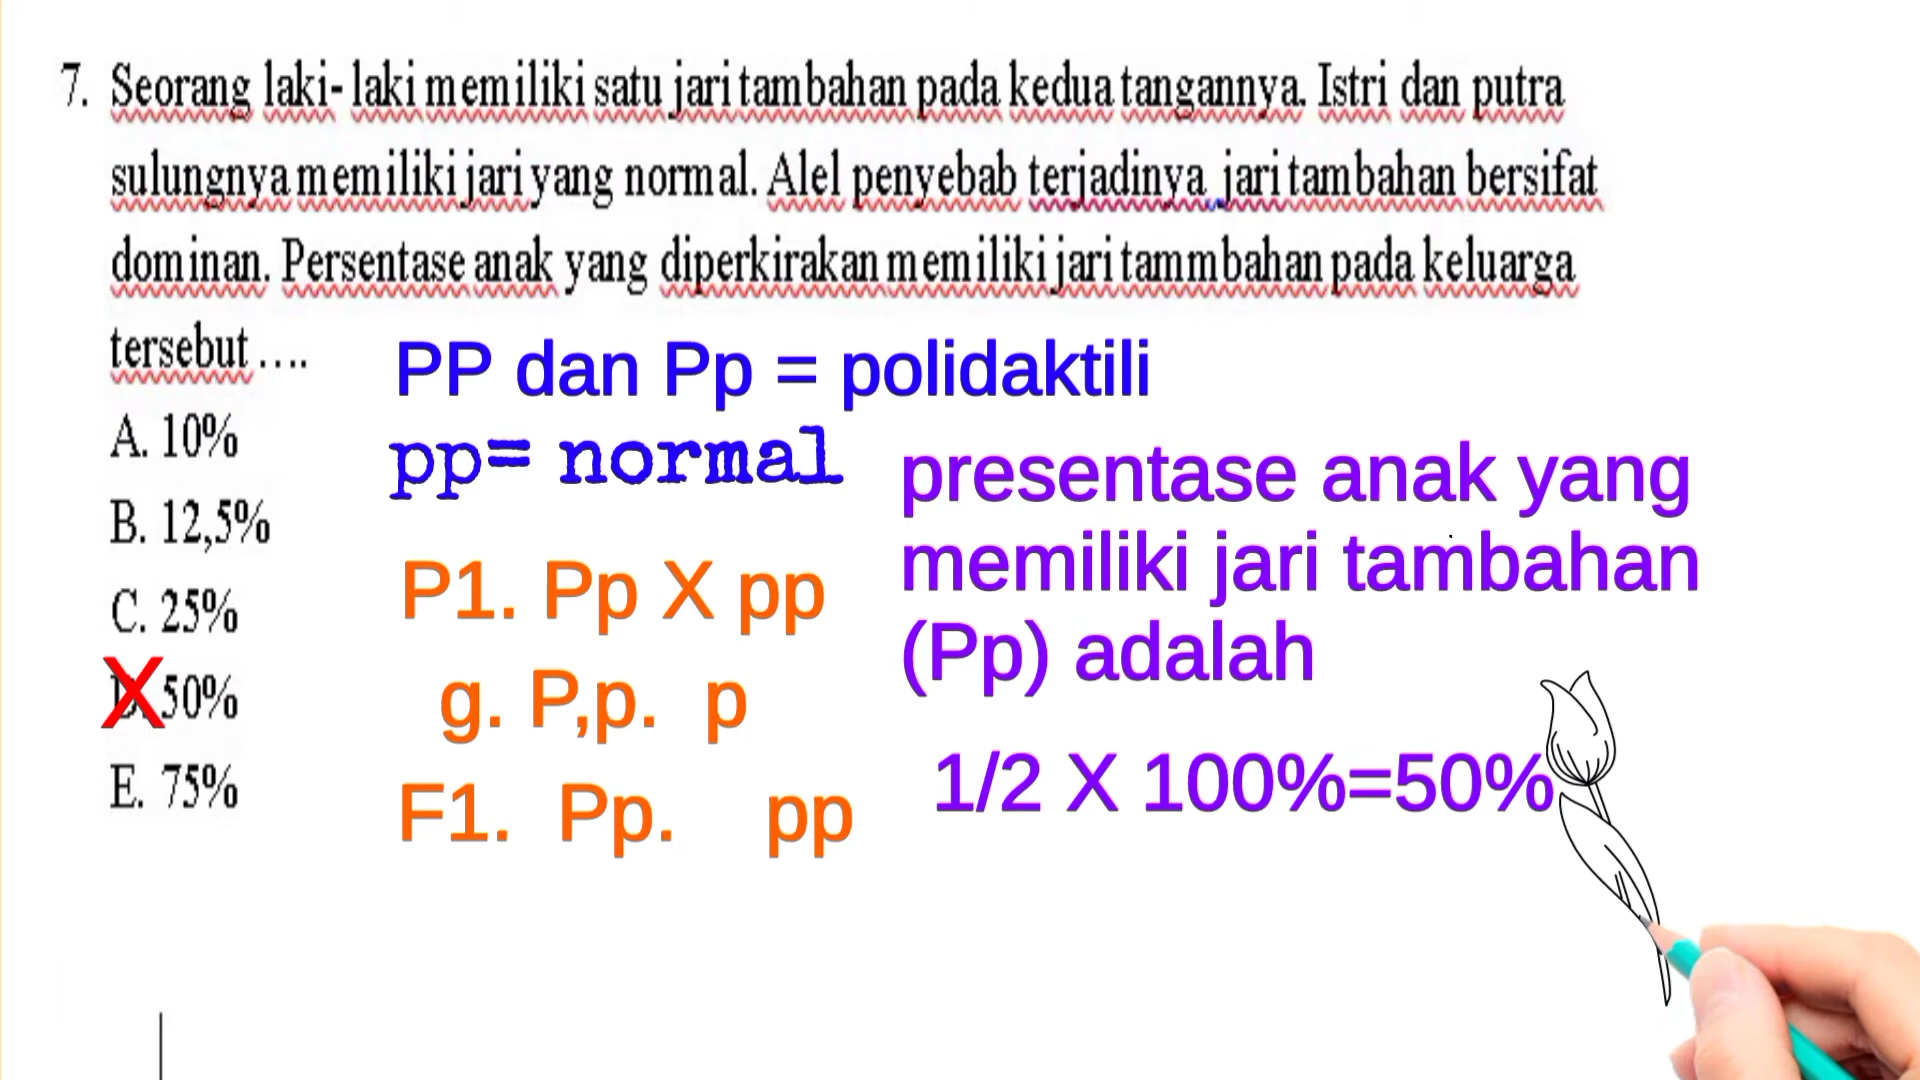 7. Seorang laki- laki memiliki satu jari tambahan pada kedua tangannya. Istri dan putra
sulungnya memiliki jari yang normal. Alel penyebab terjadinya jari tambahan bersifat
dominan. Persentase anak yang diperkirakan memiliki jari tammbahan pada keluarga
tersebut ....
PP dan Pp = polidaktili
pp= normal
A. 10%
B. 12,5%
C. 25%
X 50%
E. 75%
P1. Pp X pp
g. P,p. p
F1. Pp. pp
presentase anak yang
memiliki jari tambahan
(Pp) adalah
1/2 X 100%=50%